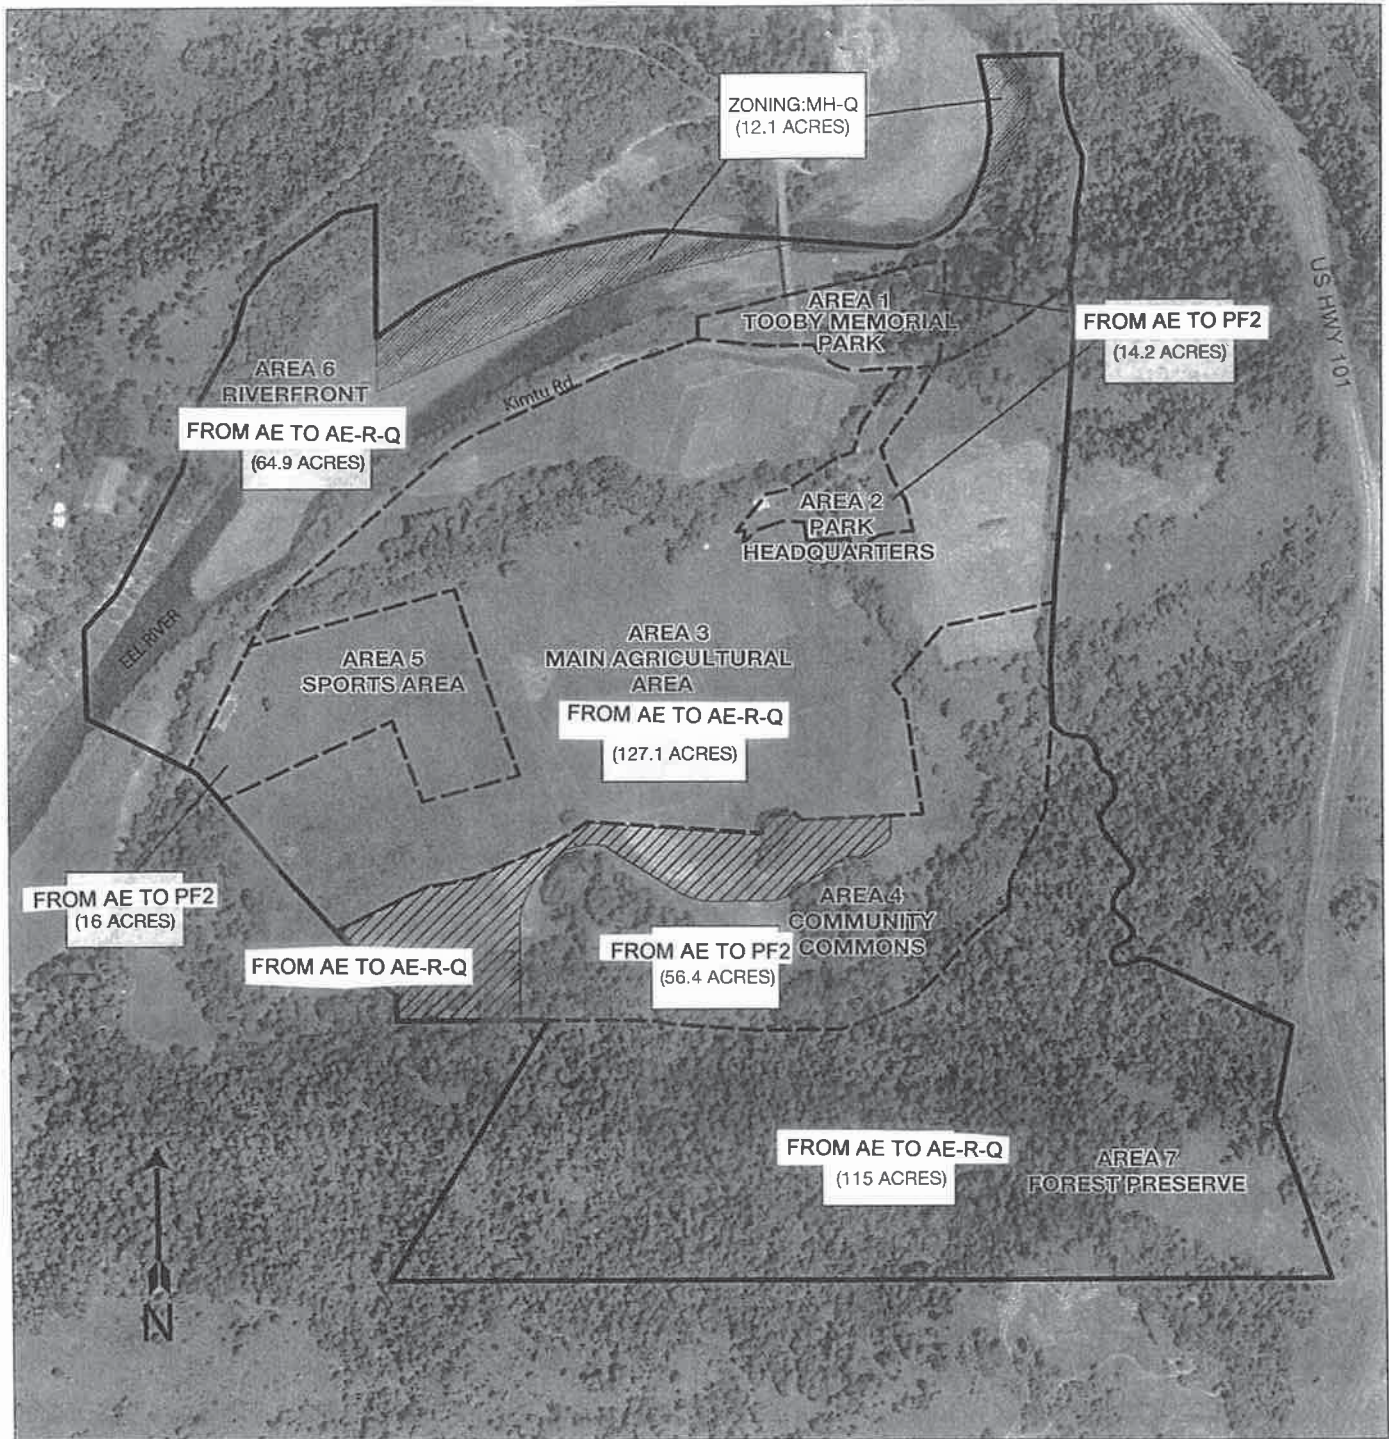 ZONING:MH-Q
(12.1 ACRES)
US HWY 101
AREA 1
TOOBY MEMORIAL
PARK
FROM AE TO PF2
(14.2 ACRES)
AREA 6
RIVERFRONT
FROM AE TO AE-R-Q
(64.9 ACRES)
Kimtu Rd
AREA 2
PARK
HEADQUARTERS
EEL RIVER
AREA 5
SPORTS AREA
AREA 3
MAIN AGRICULTURAL
AREA
FROM AE TO AE-R-Q
(127.1 ACRES)
FROM AE TO PF2
(16 ACRES)
AREA 4
COMMUNITY
COMMONS
FROM AE TO AE-R-Q
FROM AE TO PF2
(56.4 ACRES)
FROM AE TO AE-R-Q
(115 ACRES)
AREA 7
FOREST PRESERVE
N